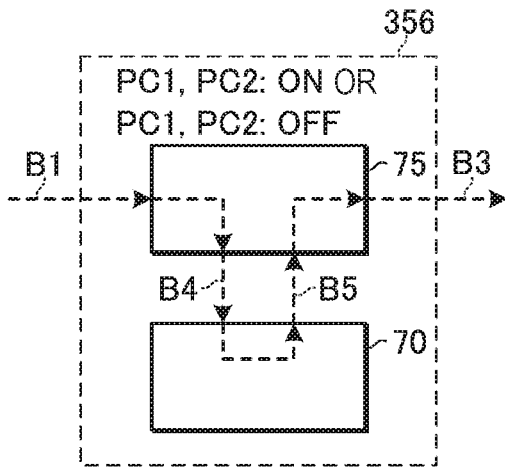 356
PC1, PC2: ON OR
PC1, PC2: OFF
B1
75
B3
B4
B5
70